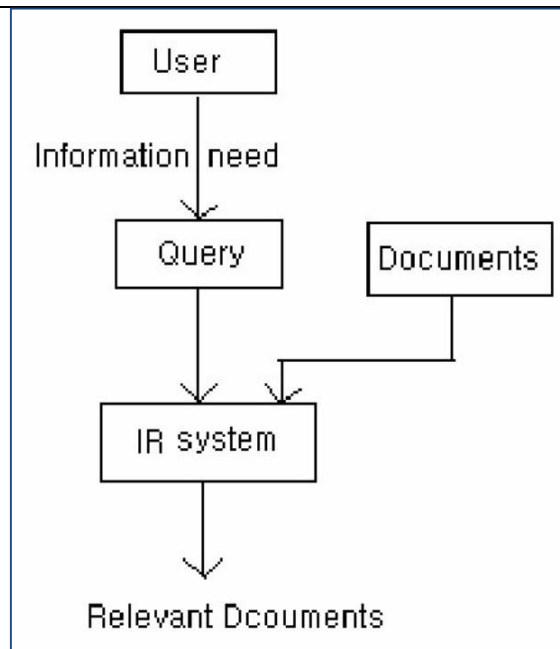 User
Information need
Query
Documents
IR system
Relevant Dcouments